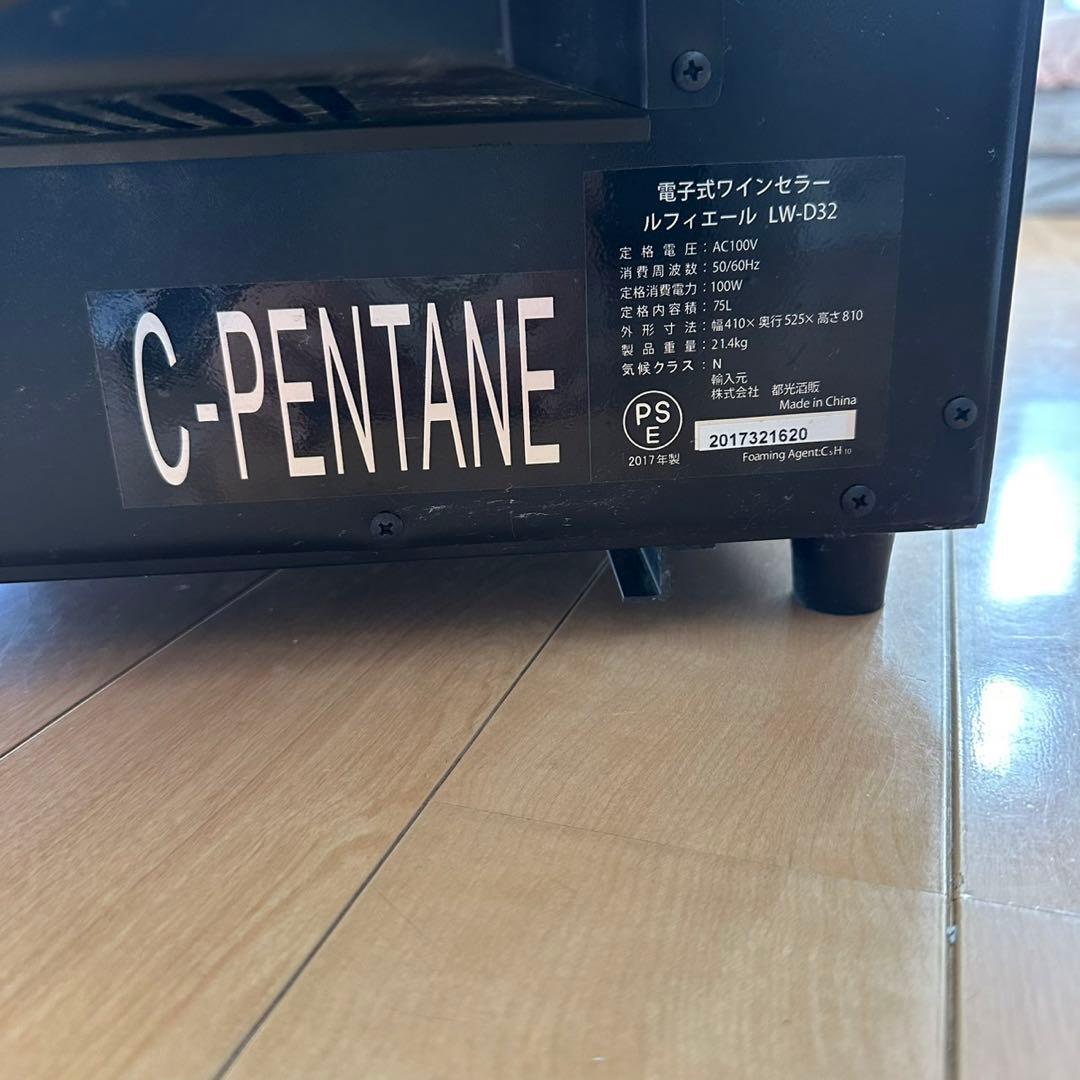 C-PENTANE
電子式ワインセラー
ルフィエール LW-D32
定格電圧：AC100V
消費周波数：50/60Hz
定格消費電力：100W
定格内容積：75L
外形寸法：幅410×奥行525×高さ810
製品重量：21.4kg
気候クラス：N
輸入元
株式会社 都光酒販
Made in China
PS
E
2017321620
2017年製
Foaming Agent:C₅H₁₀